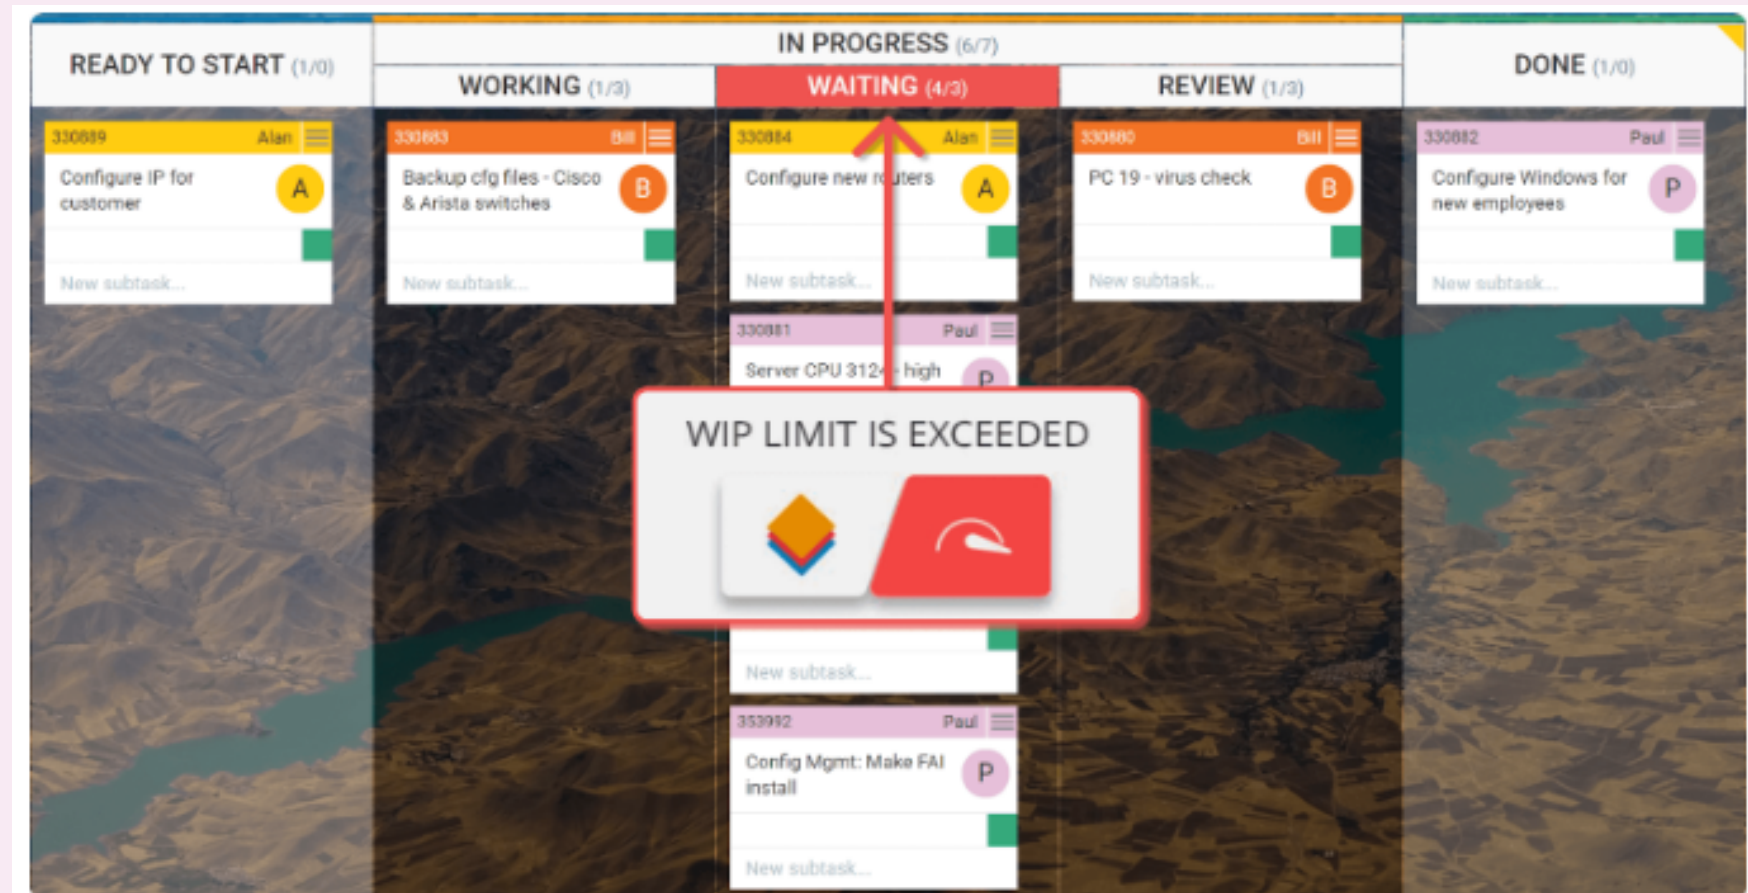 IN PROGRESS (6/7)
READY TO START (1/0)
DONE (1/0)
WORKING (1/3)
WAITING (4/3)
REVIEW (1/3)
330889 Alan
Configure IP for
customer
A
New subtask...
330883 Bill
Backup cfg files - Cisco
& Arista switches
B
New subtask...
330884 Alan
Configure new routers
A
New subtask...
330881 Paul
Server CPU 3124 - high
P
WIP LIMIT IS EXCEEDED
New subtask...
353992 Paul
Config Mgmt: Make FAI
install
P
New subtask...
330880 Bill
PC 19 - virus check
B
New subtask...
330882 Paul
Configure Windows for
new employees
P
New subtask...